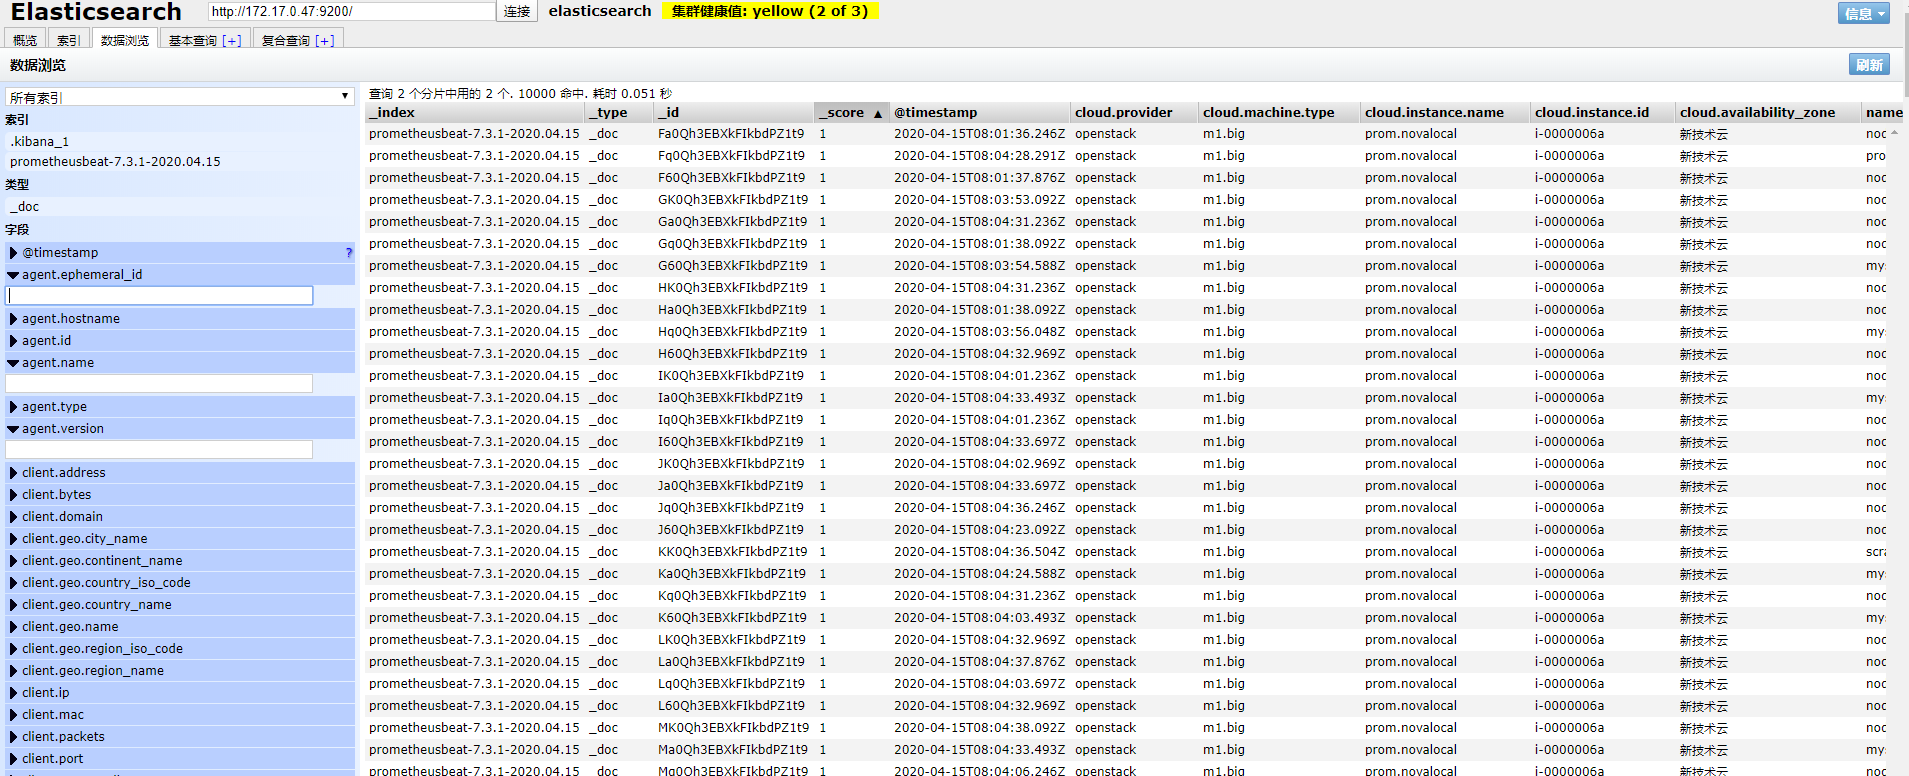 Elasticsearch http://172.17.0.47:9200/ 连接 elasticsearch 集群健康值: yellow (2 of 3) 信息
概览 索引 数据浏览 基本查询 [+] 复合查询 [+]
数据浏览 刷新
所有索引
索引
.kibana_1
prometheusbeat-7.3.1-2020.04.15
类型
_doc
字段
@timestamp ?
agent.ephemeral_id
agent.hostname
agent.id
agent.name
agent.type
agent.version
client.address
client.bytes
client.domain
client.geo.city_name
client.geo.continent_name
client.geo.country_iso_code
client.geo.country_name
client.geo.name
client.geo.region_iso_code
client.geo.region_name
client.ip
client.mac
client.packets
client.port
查询 2 个分片中用的 2 个. 10000 命中. 耗时 0.051 秒
_index _type _id _score ▲ @timestamp cloud.provider cloud.machine.type cloud.instance.name cloud.instance.id cloud.availability_zone name
prometheusbeat-7.3.1-2020.04.15 _doc Fa0Qh3EBXkFIkbdPZ1t9 1 2020-04-15T08:01:36.246Z openstack m1.big prom.novalocal i-0000006a 新技术云 noc
prometheusbeat-7.3.1-2020.04.15 _doc Fq0Qh3EBXkFIkbdPZ1t9 1 2020-04-15T08:04:28.291Z openstack m1.big prom.novalocal i-0000006a 新技术云 pro
prometheusbeat-7.3.1-2020.04.15 _doc F60Qh3EBXkFIkbdPZ1t9 1 2020-04-15T08:01:37.876Z openstack m1.big prom.novalocal i-0000006a 新技术云 noc
prometheusbeat-7.3.1-2020.04.15 _doc GK0Qh3EBXkFIkbdPZ1t9 1 2020-04-15T08:03:53.092Z openstack m1.big prom.novalocal i-0000006a 新技术云 noc
prometheusbeat-7.3.1-2020.04.15 _doc Ga0Qh3EBXkFIkbdPZ1t9 1 2020-04-15T08:04:31.236Z openstack m1.big prom.novalocal i-0000006a 新技术云 noc
prometheusbeat-7.3.1-2020.04.15 _doc Gq0Qh3EBXkFIkbdPZ1t9 1 2020-04-15T08:01:38.092Z openstack m1.big prom.novalocal i-0000006a 新技术云 noc
prometheusbeat-7.3.1-2020.04.15 _doc G60Qh3EBXkFIkbdPZ1t9 1 2020-04-15T08:03:54.588Z openstack m1.big prom.novalocal i-0000006a 新技术云 my
prometheusbeat-7.3.1-2020.04.15 _doc HK0Qh3EBXkFIkbdPZ1t9 1 2020-04-15T08:04:31.236Z openstack m1.big prom.novalocal i-0000006a 新技术云 noc
prometheusbeat-7.3.1-2020.04.15 _doc Ha0Qh3EBXkFIkbdPZ1t9 1 2020-04-15T08:01:38.092Z openstack m1.big prom.novalocal i-0000006a 新技术云 noc
prometheusbeat-7.3.1-2020.04.15 _doc Hq0Qh3EBXkFIkbdPZ1t9 1 2020-04-15T08:03:56.048Z openstack m1.big prom.novalocal i-0000006a 新技术云 my
prometheusbeat-7.3.1-2020.04.15 _doc H60Qh3EBXkFIkbdPZ1t9 1 2020-04-15T08:04:32.969Z openstack m1.big prom.novalocal i-0000006a 新技术云 noc
prometheusbeat-7.3.1-2020.04.15 _doc IK0Qh3EBXkFIkbdPZ1t9 1 2020-04-15T08:04:01.236Z openstack m1.big prom.novalocal i-0000006a 新技术云 noc
prometheusbeat-7.3.1-2020.04.15 _doc Ia0Qh3EBXkFIkbdPZ1t9 1 2020-04-15T08:04:33.493Z openstack m1.big prom.novalocal i-0000006a 新技术云 my
prometheusbeat-7.3.1-2020.04.15 _doc Iq0Qh3EBXkFIkbdPZ1t9 1 2020-04-15T08:04:01.236Z openstack m1.big prom.novalocal i-0000006a 新技术云 noc
prometheusbeat-7.3.1-2020.04.15 _doc I60Qh3EBXkFIkbdPZ1t9 1 2020-04-15T08:04:33.697Z openstack m1.big prom.novalocal i-0000006a 新技术云 noc
prometheusbeat-7.3.1-2020.04.15 _doc JK0Qh3EBXkFIkbdPZ1t9 1 2020-04-15T08:04:02.969Z openstack m1.big prom.novalocal i-0000006a 新技术云 noc
prometheusbeat-7.3.1-2020.04.15 _doc Ja0Qh3EBXkFIkbdPZ1t9 1 2020-04-15T08:04:33.697Z openstack m1.big prom.novalocal i-0000006a 新技术云 noc
prometheusbeat-7.3.1-2020.04.15 _doc Jq0Qh3EBXkFIkbdPZ1t9 1 2020-04-15T08:04:36.246Z openstack m1.big prom.novalocal i-0000006a 新技术云 noc
prometheusbeat-7.3.1-2020.04.15 _doc J60Qh3EBXkFIkbdPZ1t9 1 2020-04-15T08:04:23.092Z openstack m1.big prom.novalocal i-0000006a 新技术云 noc
prometheusbeat-7.3.1-2020.04.15 _doc KK0Qh3EBXkFIkbdPZ1t9 1 2020-04-15T08:04:36.504Z openstack m1.big prom.novalocal i-0000006a 新技术云 scra
prometheusbeat-7.3.1-2020.04.15 _doc Ka0Qh3EBXkFIkbdPZ1t9 1 2020-04-15T08:04:24.588Z openstack m1.big prom.novalocal i-0000006a 新技术云 my
prometheusbeat-7.3.1-2020.04.15 _doc Kq0Qh3EBXkFIkbdPZ1t9 1 2020-04-15T08:04:31.236Z openstack m1.big prom.novalocal i-0000006a 新技术云 noc
prometheusbeat-7.3.1-2020.04.15 _doc K60Qh3EBXkFIkbdPZ1t9 1 2020-04-15T08:04:03.493Z openstack m1.big prom.novalocal i-0000006a 新技术云 my
prometheusbeat-7.3.1-2020.04.15 _doc LK0Qh3EBXkFIkbdPZ1t9 1 2020-04-15T08:04:32.969Z openstack m1.big prom.novalocal i-0000006a 新技术云 noc
prometheusbeat-7.3.1-2020.04.15 _doc La0Qh3EBXkFIkbdPZ1t9 1 2020-04-15T08:04:37.876Z openstack m1.big prom.novalocal i-0000006a 新技术云 noc
prometheusbeat-7.3.1-2020.04.15 _doc Lq0Qh3EBXkFIkbdPZ1t9 1 2020-04-15T08:04:03.697Z openstack m1.big prom.novalocal i-0000006a 新技术云 noc
prometheusbeat-7.3.1-2020.04.15 _doc L60Qh3EBXkFIkbdPZ1t9 1 2020-04-15T08:04:32.969Z openstack m1.big prom.novalocal i-0000006a 新技术云 noc
prometheusbeat-7.3.1-2020.04.15 _doc MK0Qh3EBXkFIkbdPZ1t9 1 2020-04-15T08:04:38.092Z openstack m1.big prom.novalocal i-0000006a 新技术云 noc
prometheusbeat-7.3.1-2020.04.15 _doc Ma0Qh3EBXkFIkbdPZ1t9 1 2020-04-15T08:04:33.493Z openstack m1.big prom.novalocal i-0000006a 新技术云 my
prometheusbeat-7.3.1-2020.04.15 _doc Mq0Qh3EBXkFIkbdPZ1t9 1 2020-04-15T08:04:06.246Z openstack m1.big prom.novalocal i-0000006a 新技术云 noc